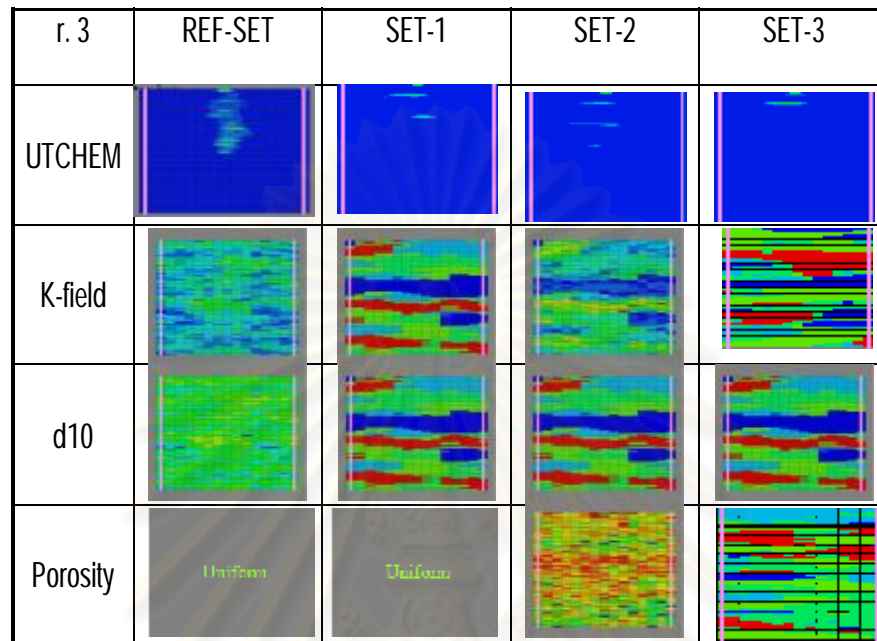 r. 3 REF-SET SET-1 SET-2 SET-3
UTCHEM
K-field
d10
Porosity Uniform Uniform